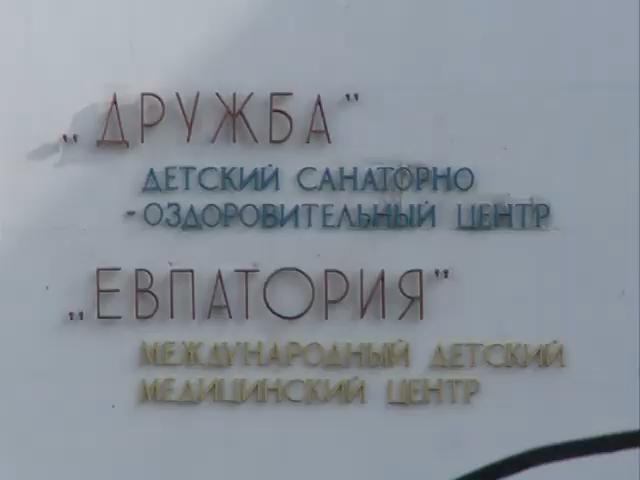 „ДРУЖБА"
ДЕТСКИЙ САНАТОРНО
-ОЗДОРОВИТЕЛЬНЫЙ ЦЕНТР
„ЕВПАТОРИЯ"
МЕЖДУНАРОДНЫЙ ДЕТСКИЙ
МЕДИЦИНСКИЙ ЦЕНТР